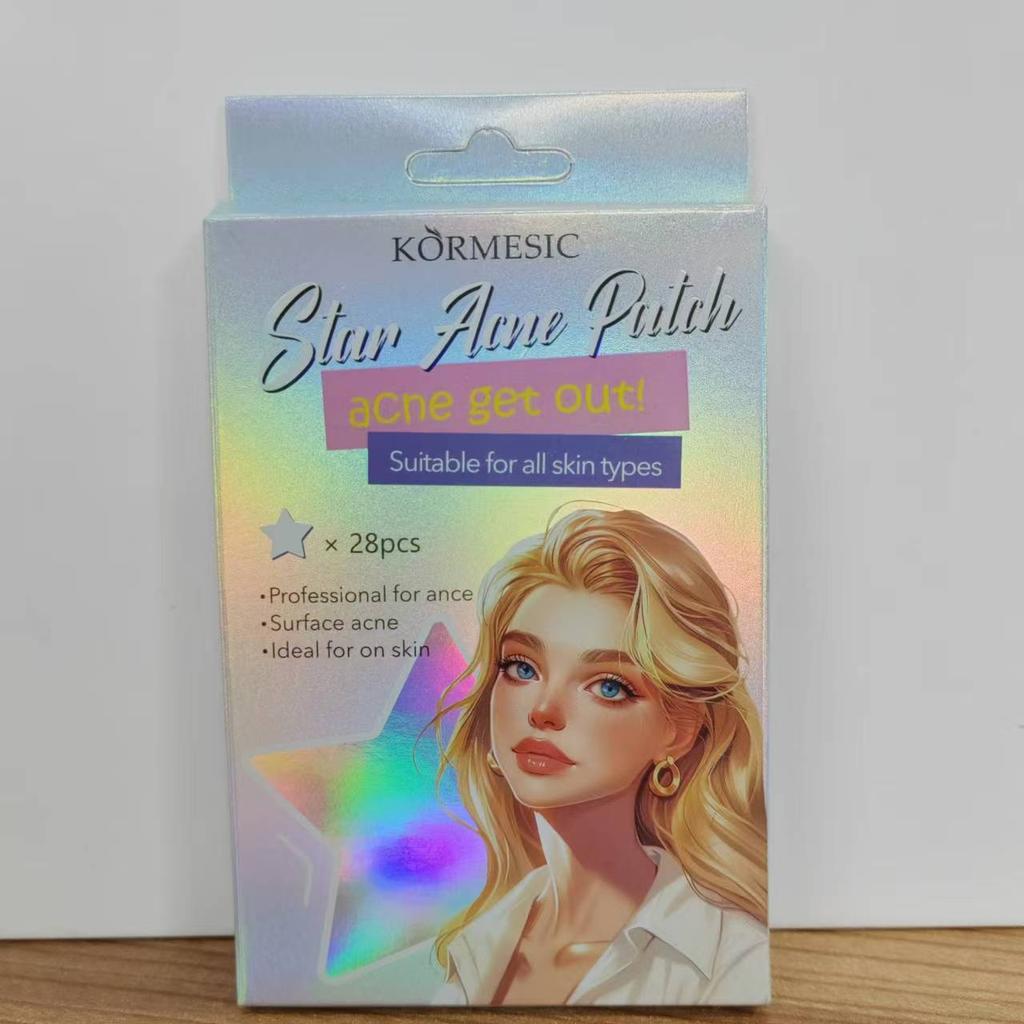 KORMESIC
Star Acne Patch
acne get out!
Suitable for all skin types
× 28pcs
•Professional for ance
•Surface acne
•Ideal for on skin